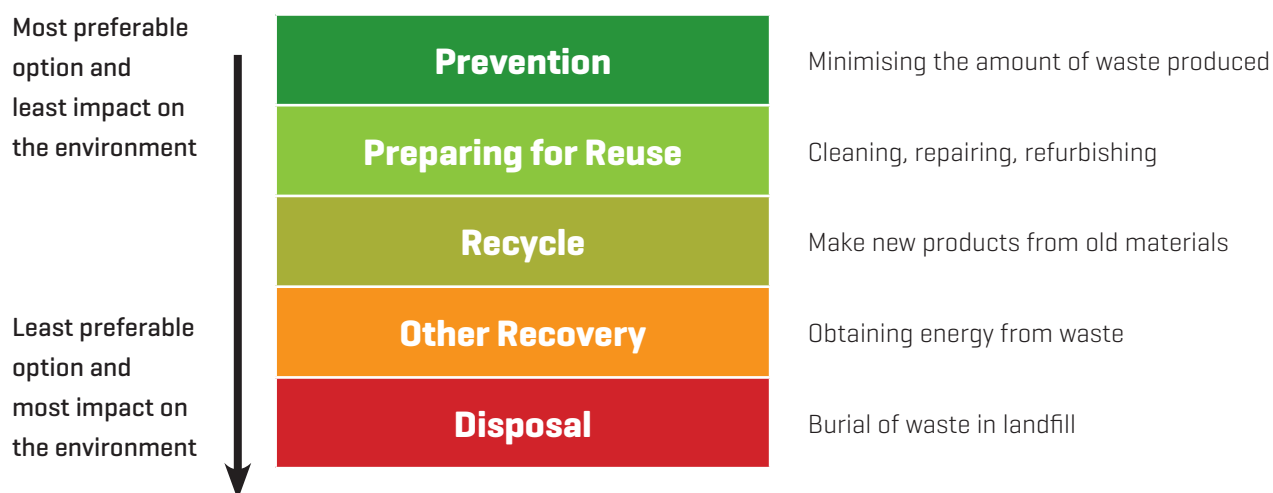 Most preferable
option and
least impact on
the environment
Prevention
Minimising the amount of waste produced
Preparing for Reuse
Cleaning, repairing, refurbishing
Recycle
Make new products from old materials
Least preferable
option and
most impact on
the environment
Other Recovery
Obtaining energy from waste
Disposal
Burial of waste in landfill